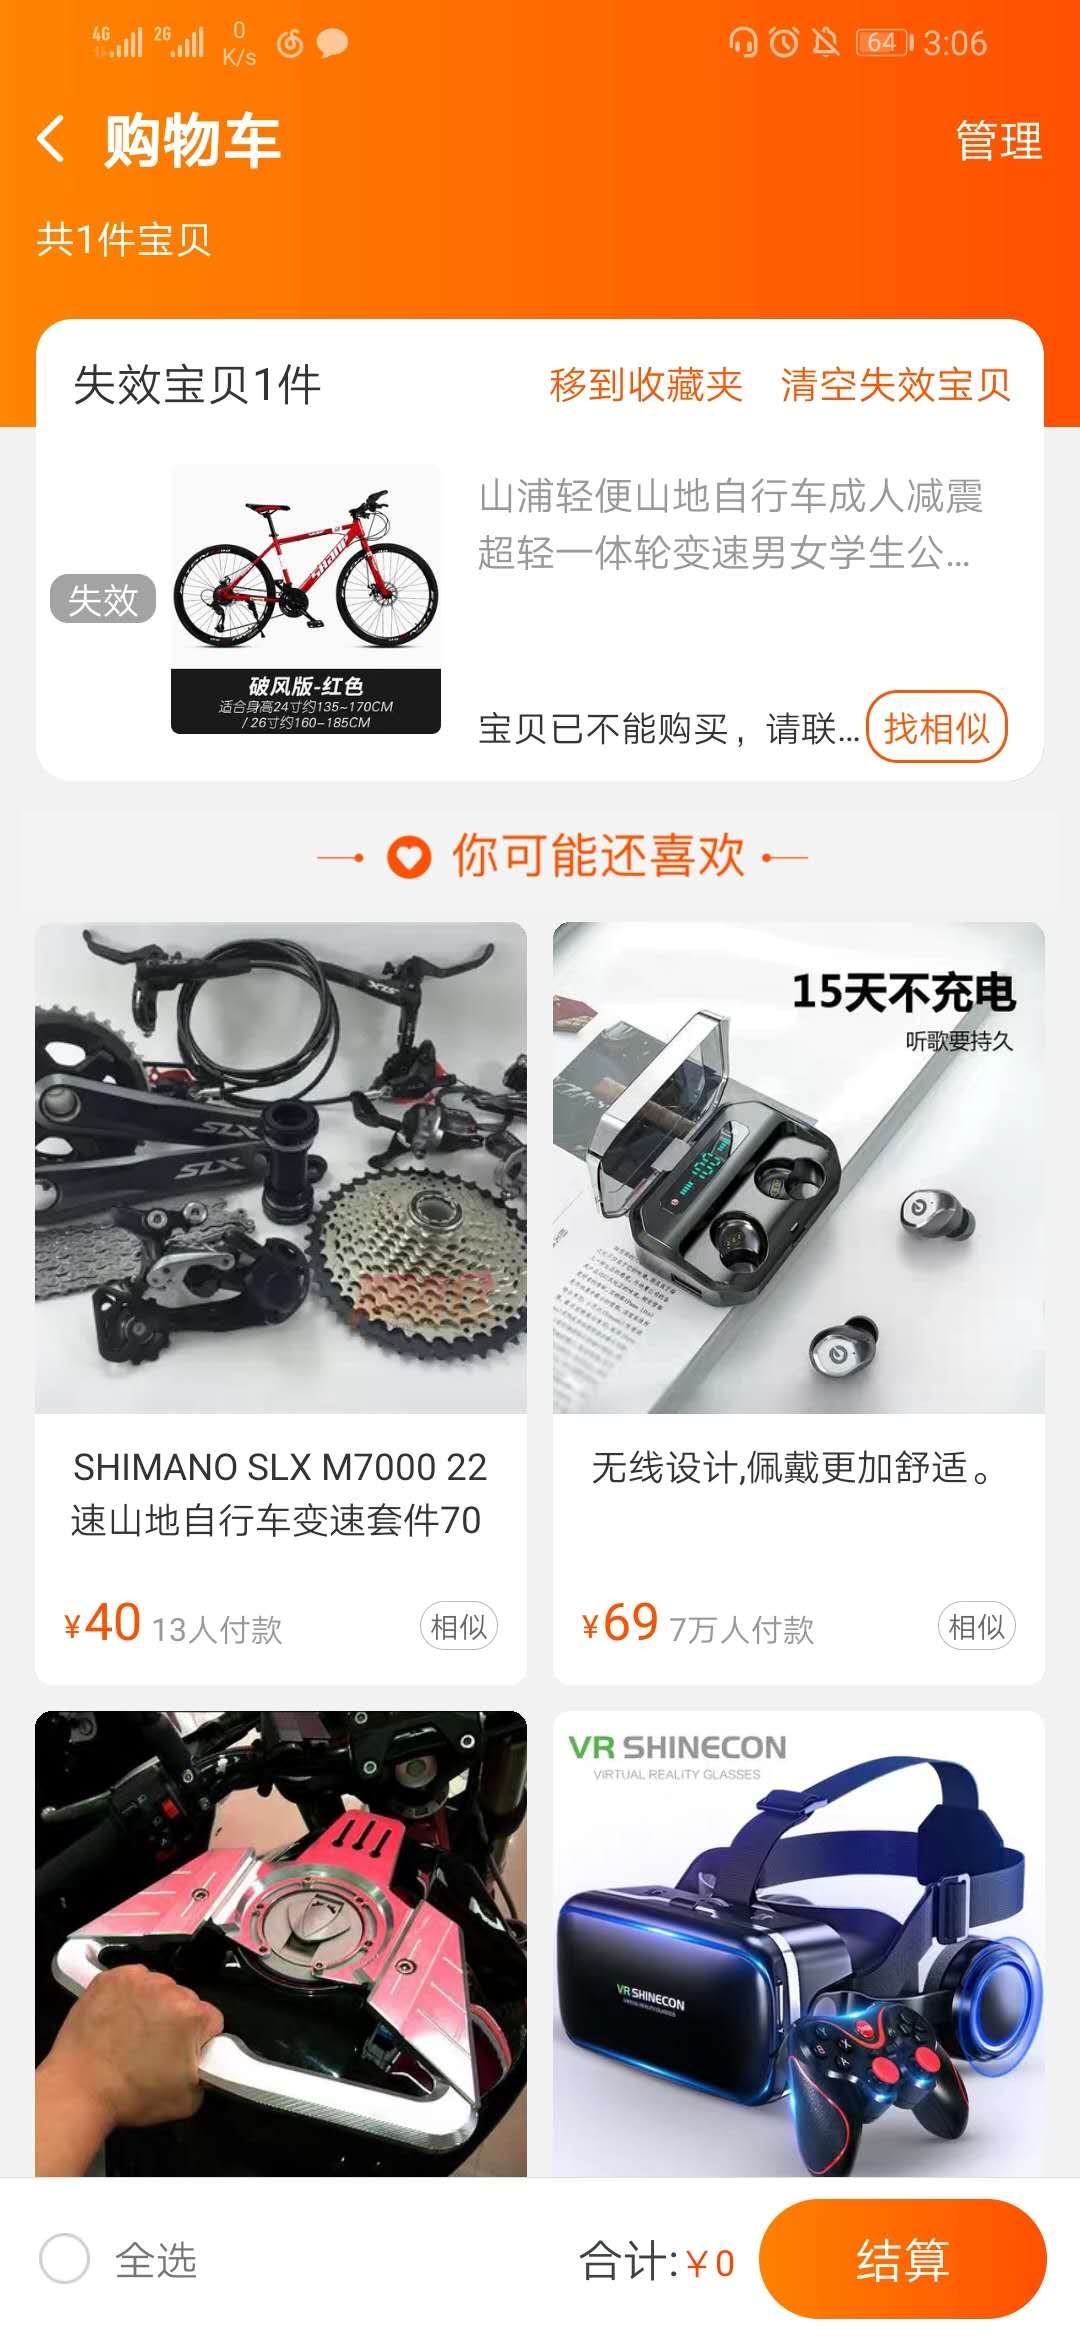 4G 2G 0 K/s 64 3:06
购物车 管理
共1件宝贝
失效宝贝1件 移到收藏夹 清空失效宝贝
山浦轻便山地自行车成人减震
超轻一体轮变速男女学生公...
失效
SHANP
破风版-红色
适合身高24寸约135~170CM
/ 26寸约160-185CM
宝贝已不能购买，请联... 找相似
你可能还喜欢
SLX
SLX
SLX
15天不充电
听歌要持久
SHIMANO SLX M7000 22
速山地自行车变速套件70
¥40 13人付款 相似
无线设计,佩戴更加舒适。
¥69 7万人付款 相似
VR SHINECON
VIRTUAL REALITY GLASSES
VR SHINECON
Y X B A
全选 合计:¥0 结算